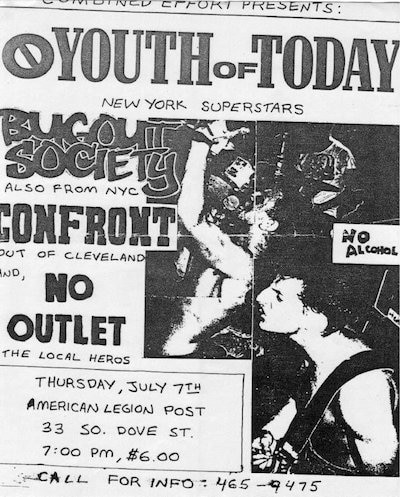 COMBINED EFFORT PRESENTS:
YOUTH OF TODAY
NEW YORK SUPERSTARS
BUGOUT
SOCIETY
ALSO FROM NYC
CONFRONT
OUT OF CLEVELAND
AND,
NO
OUTLET
THE LOCAL HEROS
NO
ALCOHOL
THURSDAY, JULY 7TH
AMERICAN LEGION POST
33 SO. DOVE ST.
7:00 PM, $6.00
CALL FOR INFO: 465-9475